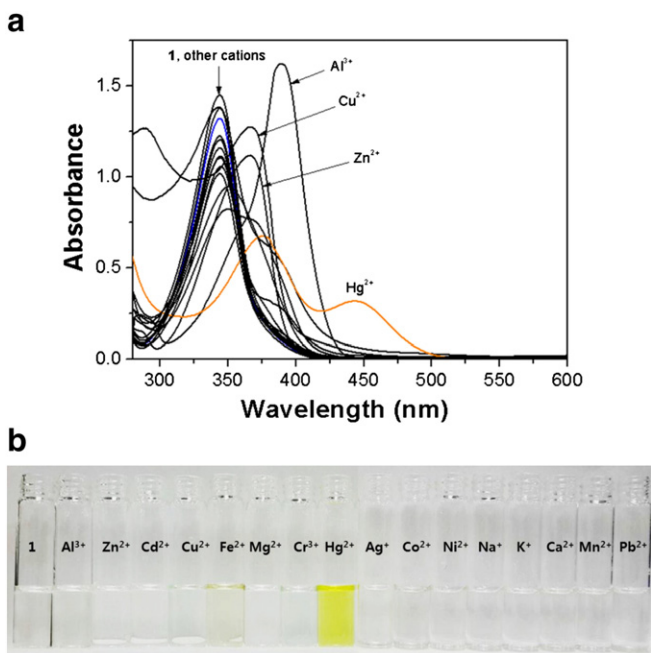 a
1, other cations
Al³⁺
Cu²⁺
Zn²⁺
Hg²⁺
1.5
1.0
0.5
0.0
Absorbance
300 350 400 450 500 550 600
Wavelength (nm)
b
1 Al³⁺ Zn²⁺ Cd²⁺ Cu²⁺ Fe²⁺ Mg²⁺ Cr³⁺ Hg²⁺ Ag⁺ Co²⁺ Ni²⁺ Na⁺ K⁺ Ca²⁺ Mn²⁺ Pb²⁺